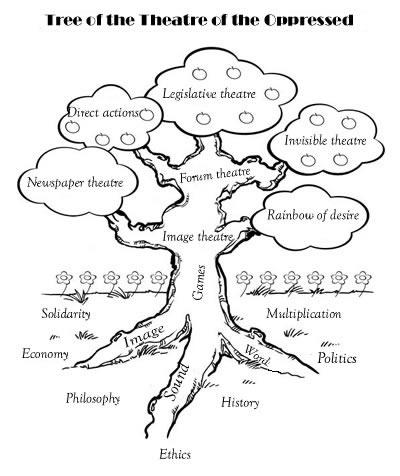 Tree of the Theatre of the Oppressed
Legislative theatre
Direct actions
Invisible theatre
Forum theatre
Newspaper theatre
Rainbow of desire
Image theatre
Games
Solidarity
Multiplication
Image
Word
Economy
Politics
Sound
Philosophy
History
Ethics